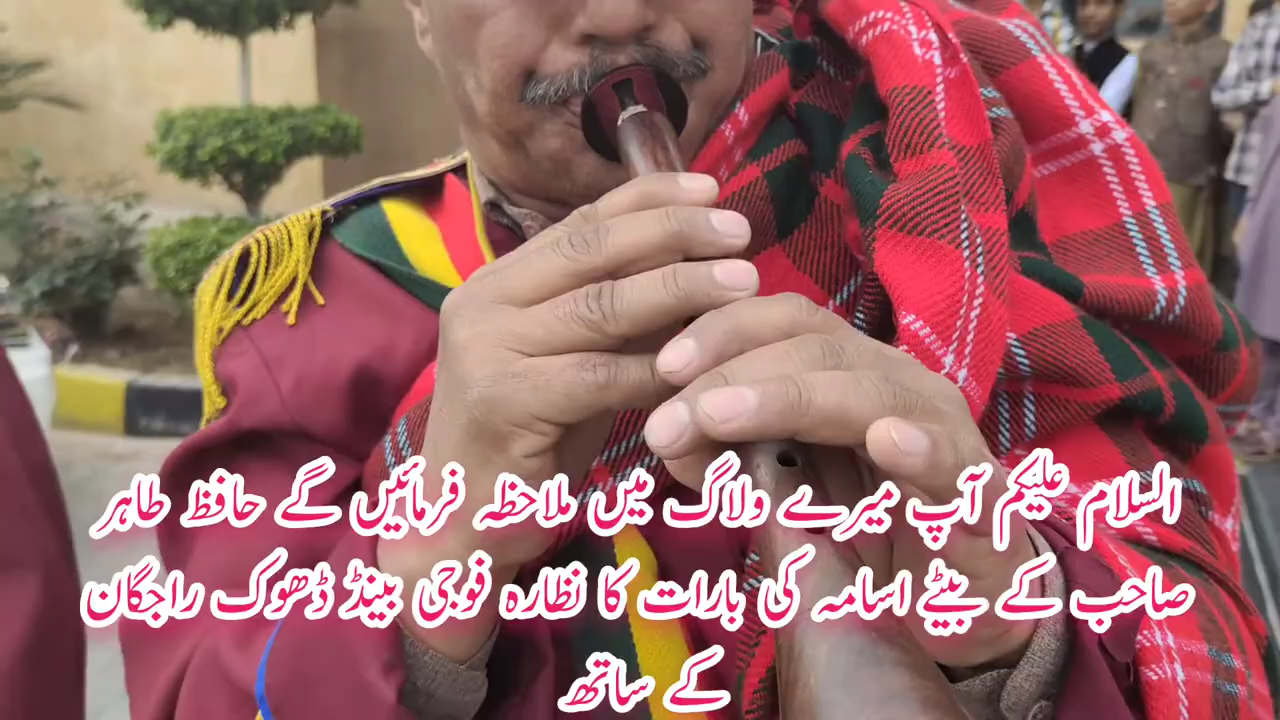 السلام علیکم آپ میرے ولاگ میں ملاحظہ فرمائیں گے حافظ طاہر
صاحب کے بیٹے اسامہ کی بارات کا نظارہ فوجی بینڈ ڈھوک راجگان
کے ساتھ